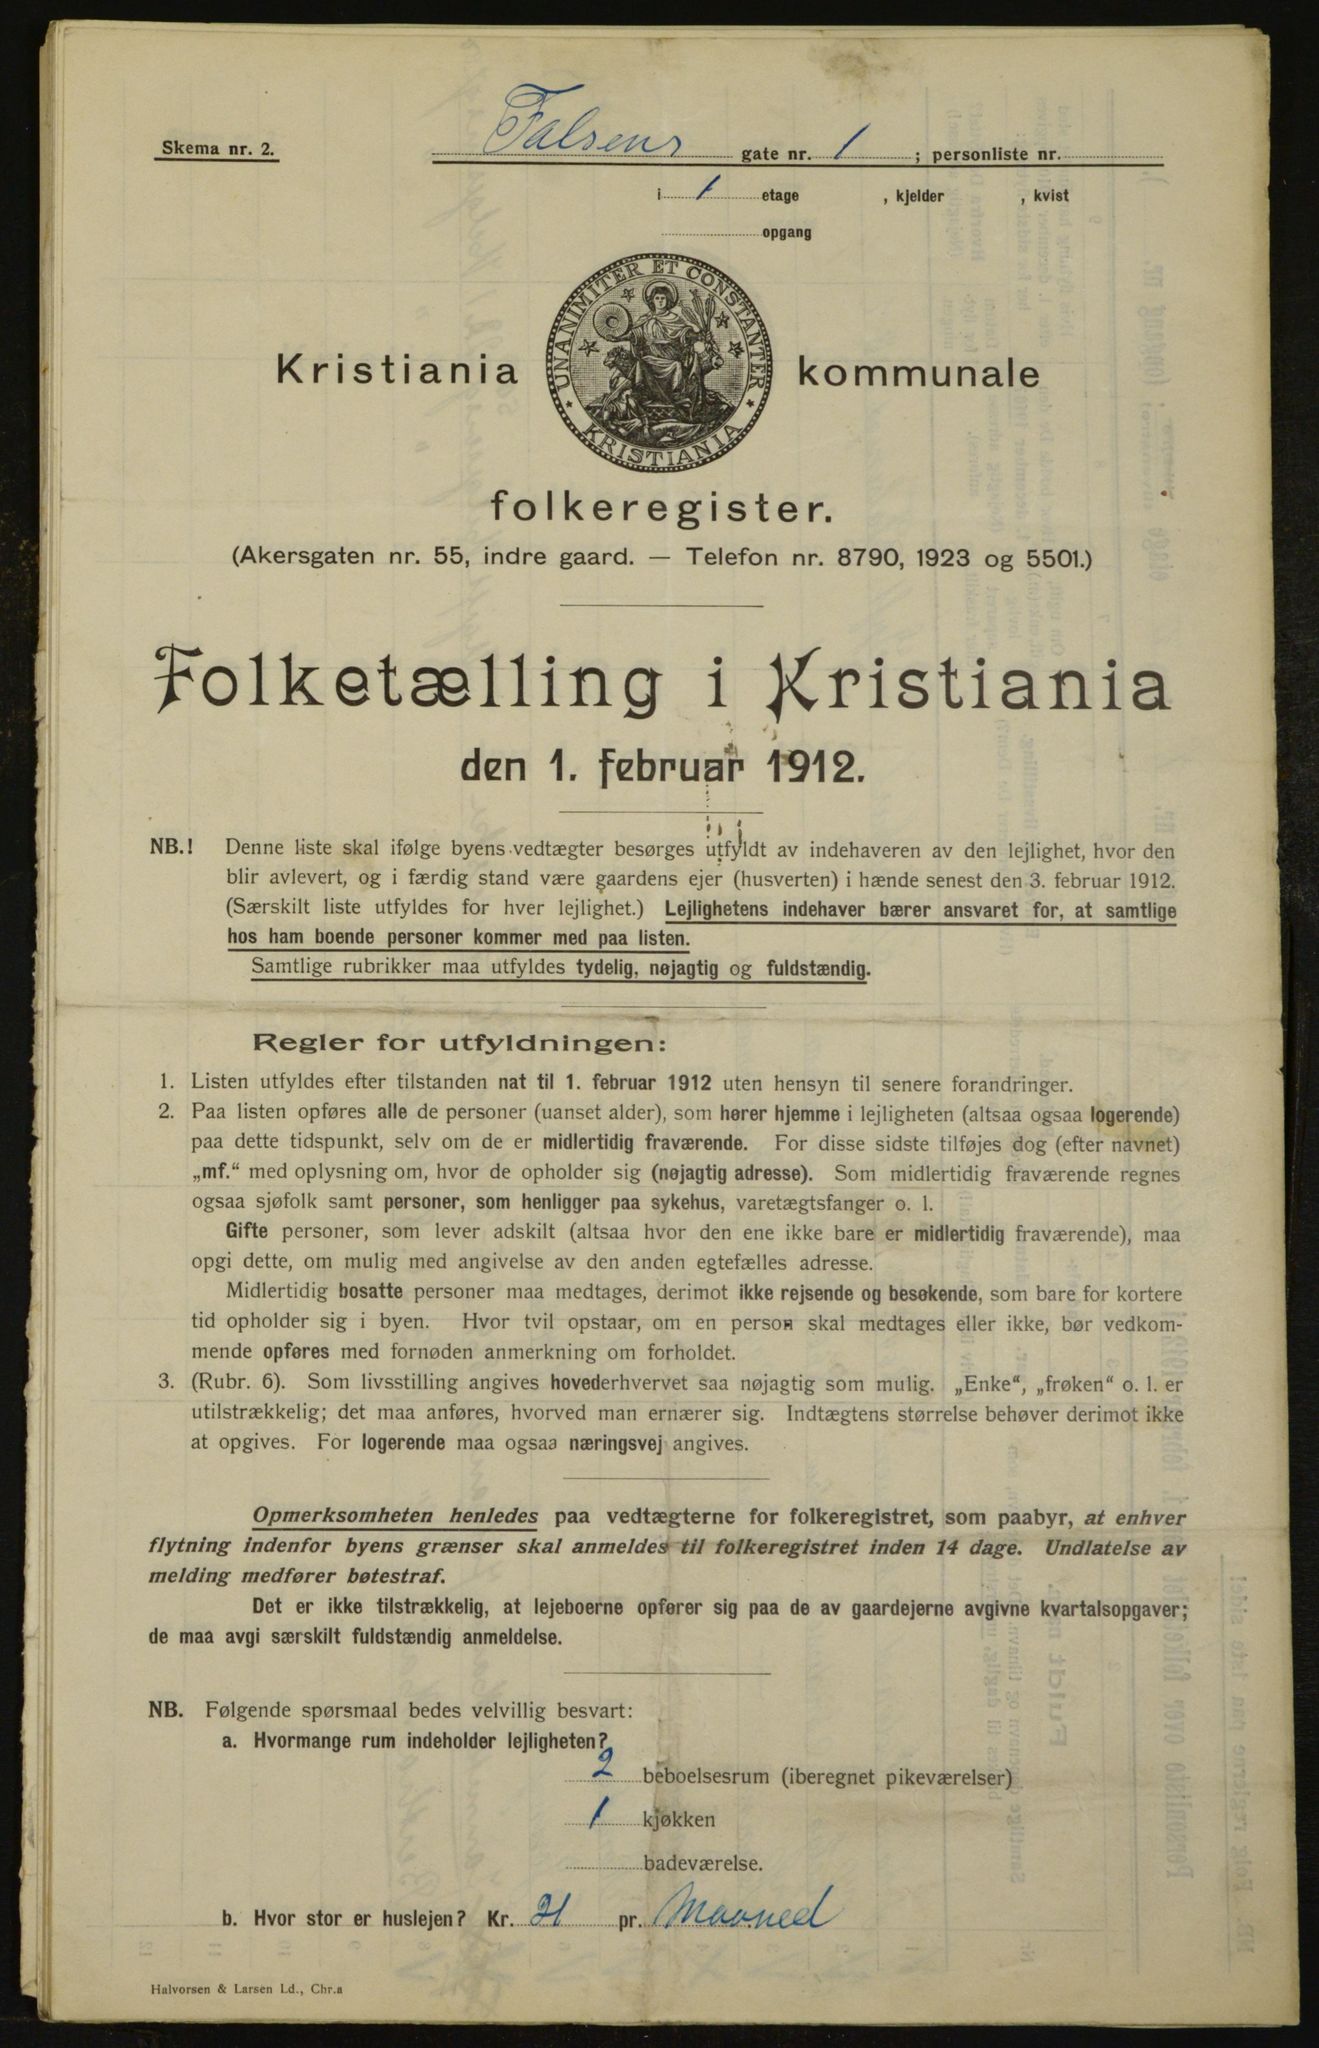 Skema nr. 2.
Falsens gate nr. 1 ; personliste nr.
i 1 etage , kjelder , kvist
opgang
UNANIMITER ET CONSTANTER
KRISTIANIA
Kristiania kommunale
folkeregister.
(Akersgaten nr. 55, indre gaard. — Telefon nr. 8790, 1923 og 5501.)
Folketælling i Kristiania
den 1. februar 1912.
NB.! Denne liste skal ifølge byens vedtægter besørges utfyldt av indehaveren av den lejlighet, hvor den
blir avlevert, og i færdig stand være gaardens ejer (husverten) i hænde senest den 3. februar 1912.
(Særskilt liste utfyldes for hver lejlighet.) Lejlighetens indehaver bærer ansvaret for, at samtlige
hos ham boende personer kommer med paa listen.
Samtlige rubrikker maa utfyldes tydelig, nøjagtig og fuldstændig.
Regler for utfyldningen:
1. Listen utfyldes efter tilstanden nat til 1. februar 1912 uten hensyn til senere forandringer.
2. Paa listen opføres alle de personer (uanset alder), som hører hjemme i lejligheten (altsaa ogsaa logerende)
paa dette tidspunkt, selv om de er midlertidig fraværende. For disse sidste tilføjes dog (efter navnet)
„mf.“ med oplysning om, hvor de opholder sig (nøjagtig adresse). Som midlertidig fraværende regnes
ogsaa sjøfolk samt personer, som henligger paa sykehus, varetægtsfanger o. l.
Gifte personer, som lever adskilt (altsaa hvor den ene ikke bare er midlertidig fraværende), maa
opgi dette, om mulig med angivelse av den anden egtefælles adresse.
Midlertidig bosatte personer maa medtages, derimot ikke rejsende og besøkende, som bare for kortere
tid opholder sig i byen. Hvor tvil opstaar, om en person skal medtages eller ikke, bør vedkom-
mende opføres med fornøden anmerkning om forholdet.
3. (Rubr. 6). Som livsstilling angives hovederhvervet saa nøjagtig som mulig. „Enke“, „frøken“ o. l. er
utilstrækkelig; det maa anføres, hvorved man ernærer sig. Indtægtens størrelse behøver derimot ikke
at opgives. For logerende maa ogsaa næringsvej angives.
Opmerksomheten henledes paa vedtægterne for folkeregistret, som paabyr, at enhver
flytning indenfor byens grænser skal anmeldes til folkeregistret inden 14 dage. Undlatelse av
melding medfører bøtestraf.
Det er ikke tilstrækkelig, at lejeboerne opfører sig paa de av gaardejerne avgivne kvartalsopgaver;
de maa avgi særskilt fuldstændig anmeldelse.
NB. Følgende spørsmaal bedes velvillig besvart:
a. Hvormange rum indeholder lejligheten?
2 beboelsesrum (iberegnet pikeværelser)
1 kjøkken
badeværelse.
b. Hvor stor er huslejen? Kr. 21 pr. Maaned
Halvorsen & Larsen Ld., Chr.a